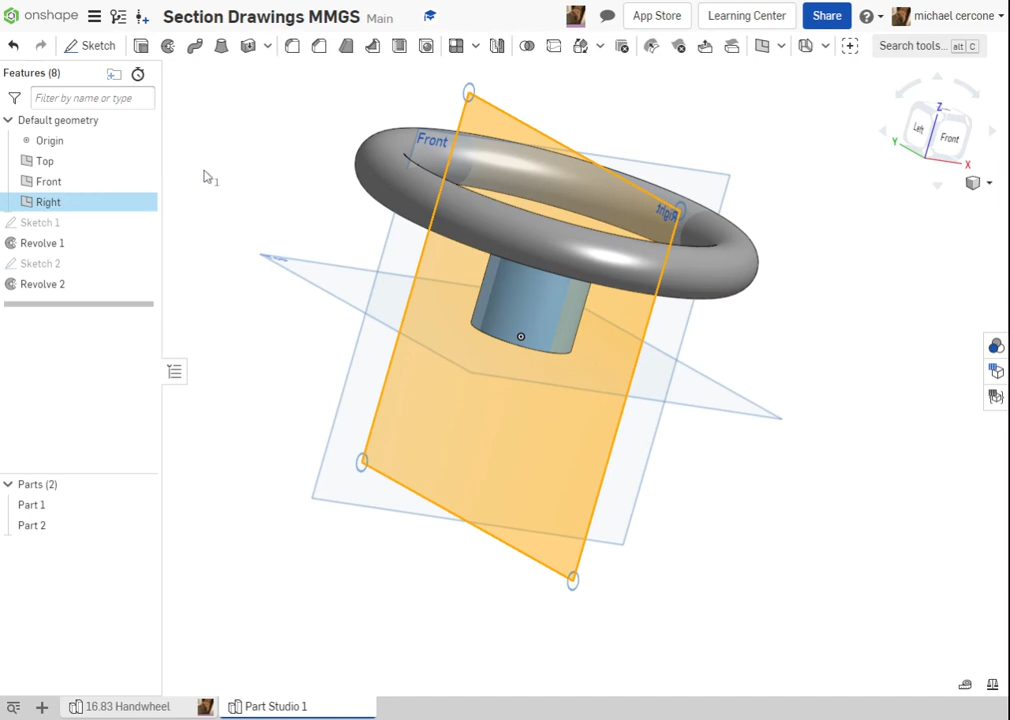 onshape Section Drawings MMGS Main App Store Learning Center Share michael cercone
Sketch Search tools... alt C
Features (8)
Filter by name or type
Default geometry
Origin
Top
Front
Right
Sketch 1
Revolve 1
Sketch 2
Revolve 2
Parts (2)
Part 1
Part 2
Front
Right
1
Z
Left
Front
Y
X
16.83 Handwheel
Part Studio 1